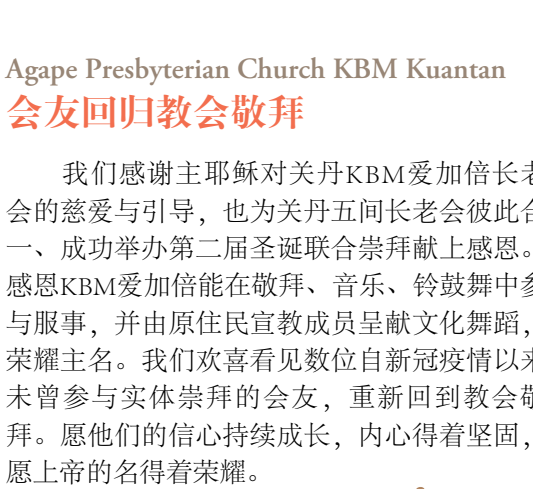 Agape Presbyterian Church KBM Kuantan
会友回归教会敬拜
我们感谢主耶稣对关丹KBM爱加倍长老
会的慈爱与引导，也为关丹五间长老会彼此合
一、成功举办第二届圣诞联合崇拜献上感恩。
感恩KBM爱加倍能在敬拜、音乐、铃鼓舞中参
与服事，并由原住民宣教成员呈献文化舞蹈，
荣耀主名。我们欢喜看见数位自新冠疫情以来
未曾参与实体崇拜的会友，重新回到教会敬
拜。愿他们的信心持续成长，内心得着坚固，
愿上帝的名得着荣耀。